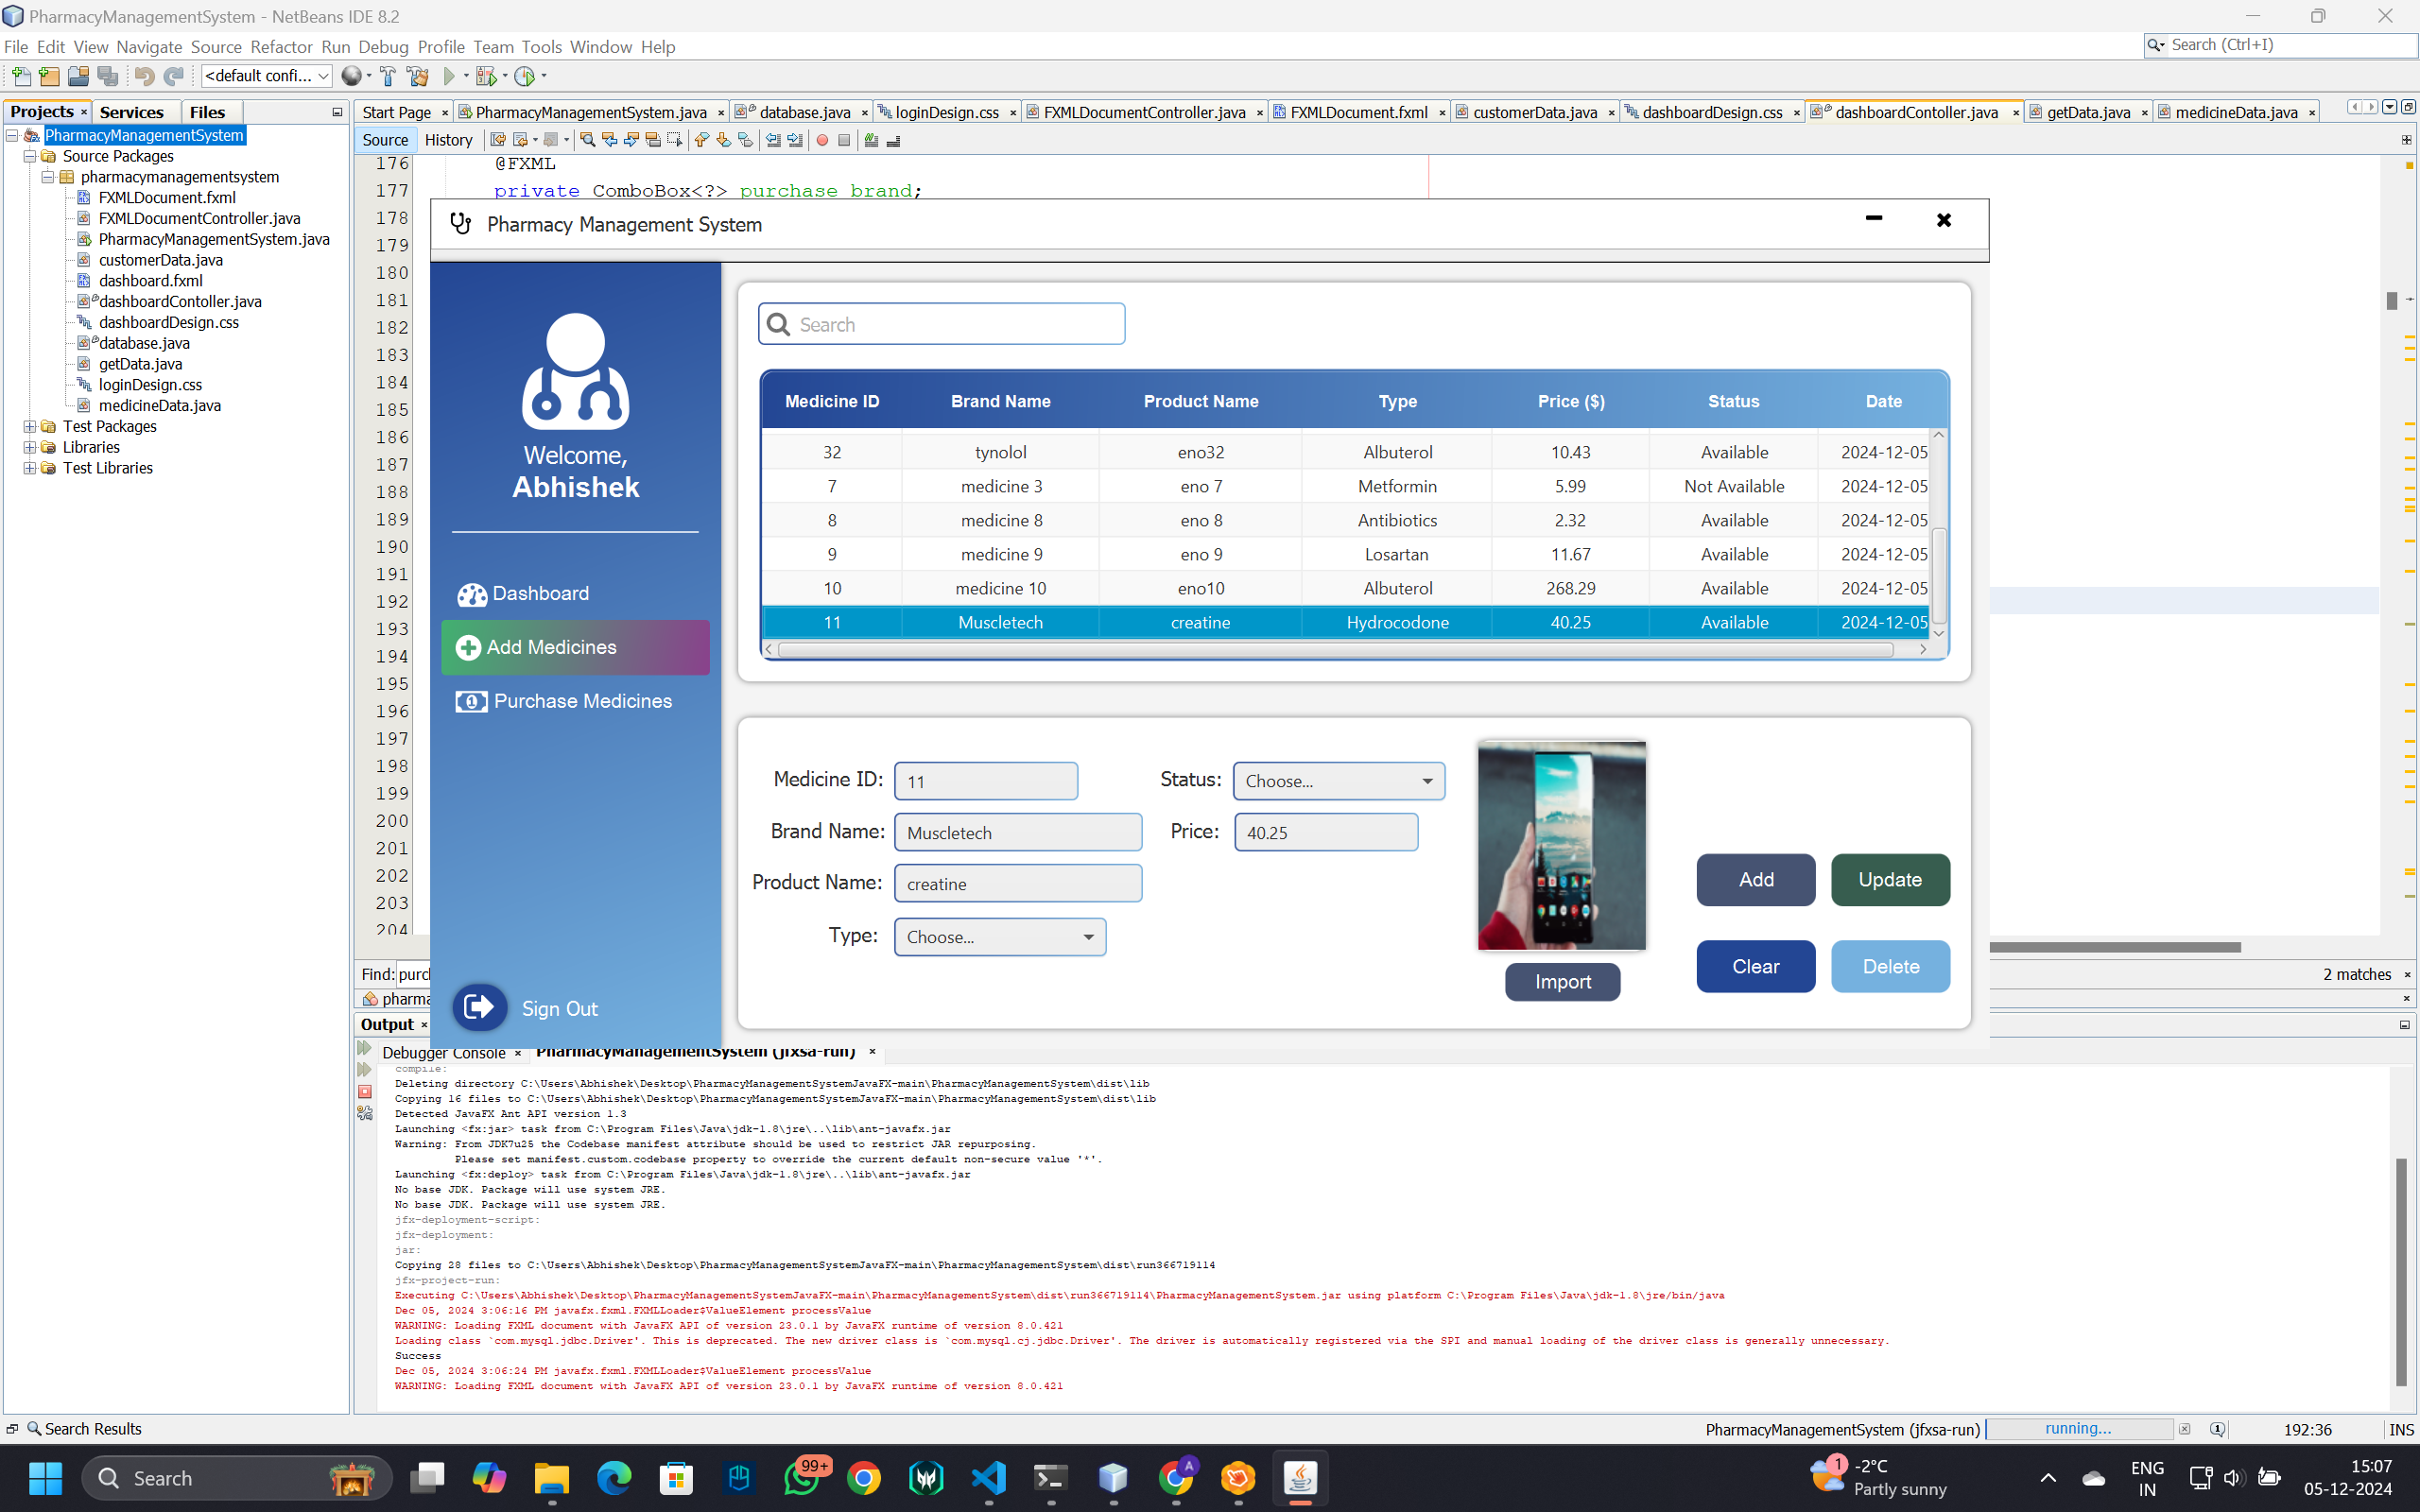 PharmacyManagementSystem - NetBeans IDE 8.2
File Edit View Navigate Source Refactor Run Debug Profile Team Tools Window Help
Search (Ctrl+I)
<default confi...
Projects Services Files
Start Page PharmacyManagementSystem.java database.java loginDesign.css FXMLDocumentController.java FXMLDocument.fxml customerData.java dashboardDesign.css dashboardContoller.java getData.java medicineData.java
Source History
PharmacyManagementSystem
Source Packages
pharmacymanagementsystem
FXMLDocument.fxml
FXMLDocumentController.java
PharmacyManagementSystem.java
customerData.java
dashboard.fxml
dashboardContoller.java
dashboardDesign.css
database.java
getData.java
loginDesign.css
medicineData.java
Test Packages
Libraries
Test Libraries
176 @FXML
177 private ComboBox<?> purchase_brand;
178
179
180
181
182
183
184
185
186
187
188
189
190
191
192
193
194
195
196
197
198
199
200
201
202
203
204
Pharmacy Management System
Welcome,
Abhishek
Dashboard
Add Medicines
Purchase Medicines
Sign Out
Search
Medicine ID Brand Name Product Name Type Price ($) Status Date
32 tynolol eno32 Albuterol 10.43 Available 2024-12-05
7 medicine 3 eno 7 Metformin 5.99 Not Available 2024-12-05
8 medicine 8 eno 8 Antibiotics 2.32 Available 2024-12-05
9 medicine 9 eno 9 Losartan 11.67 Available 2024-12-05
10 medicine 10 eno10 Albuterol 268.29 Available 2024-12-05
11 Muscletech creatine Hydrocodone 40.25 Available 2024-12-05
Medicine ID: 11 Status: Choose...
Brand Name: Muscletech Price: 40.25
Product Name: creatine
Type: Choose...
Import
Add Update
Clear Delete
Find: purc 2 matches
pharma
Output
Debugger Console PharmacyManagementSystem (jfxsa-run)
compile:
Deleting directory C:\Users\Abhishek\Desktop\PharmacyManagementSystemJavaFX-main\PharmacyManagementSystem\dist\lib
Copying 16 files to C:\Users\Abhishek\Desktop\PharmacyManagementSystemJavaFX-main\PharmacyManagementSystem\dist\lib
Detected JavaFX Ant API version 1.3
Launching <fx:jar> task from C:\Program Files\Java\jdk-1.8\jre\..\lib\ant-javafx.jar
Warning: From JDK7u25 the Codebase manifest attribute should be used to restrict JAR repurposing.
Please set manifest.custom.codebase property to override the current default non-secure value '*'.
Launching <fx:deploy> task from C:\Program Files\Java\jdk-1.8\jre\..\lib\ant-javafx.jar
No base JDK. Package will use system JRE.
No base JDK. Package will use system JRE.
jfx-deployment-script:
jfx-deployment:
jar:
Copying 28 files to C:\Users\Abhishek\Desktop\PharmacyManagementSystemJavaFX-main\PharmacyManagementSystem\dist\run366719114
jfx-project-run:
Executing C:\Users\Abhishek\Desktop\PharmacyManagementSystemJavaFX-main\PharmacyManagementSystem\dist\run366719114\PharmacyManagementSystem.jar using platform C:\Program Files\Java\jdk-1.8\jre/bin/java
Dec 05, 2024 3:06:16 PM javafx.fxml.FXMLLoader$ValueElement processValue
WARNING: Loading FXML document with JavaFX API of version 23.0.1 by JavaFX runtime of version 8.0.421
Loading class `com.mysql.jdbc.Driver'. This is deprecated. The new driver class is `com.mysql.cj.jdbc.Driver'. The driver is automatically registered via the SPI and manual loading of the driver class is generally unnecessary.
Success
Dec 05, 2024 3:06:24 PM javafx.fxml.FXMLLoader$ValueElement processValue
WARNING: Loading FXML document with JavaFX API of version 23.0.1 by JavaFX runtime of version 8.0.421
Search Results PharmacyManagementSystem (jfxsa-run) running... 192:36 INS
Search
99+
1
-2°C
Partly sunny
ENG
IN
15:07
05-12-2024